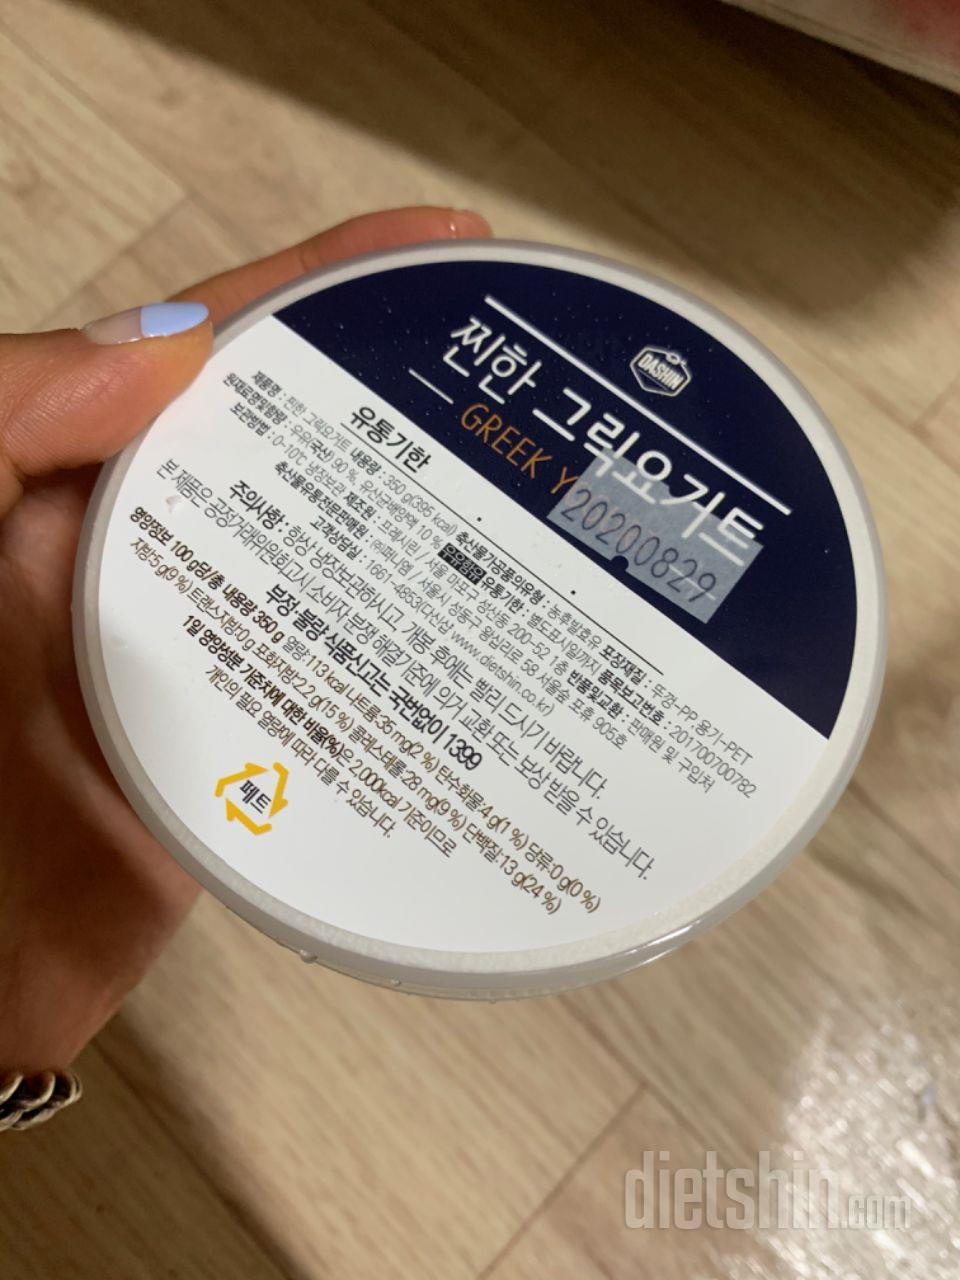 DASHIN
찐한 그릭요거트
GREEK Y
20200829
유통기한
제품명 : 찐한 그릭요거트 내용량 : 350 g(395 kcal) 축산물가공품의유형 : 농후발효유 포장재질 : 뚜껑-PP 용기-PET
원재료명및함량 : 우유(국산) 90 %, 유산균배양액 10 % 우유함유 유통기한 : 별도표시일까지 품목보고번호 : 201700700782
보관방법 : 0~10℃ 냉장보관 제조원 : 프레시린 / 서울 마포구 성산동 200-52 1층 반품및교환 : 판매원 및 구입처
축산물유통전문판매원 : ㈜피엠 / 서울시 성동구 왕십리로 58 서울숲 포휴 905호
고객상담실 : 1661-4853(다신샵 www.dietshin.co.kr)
주의사항 : 항상 냉장보관하시고, 개봉 후에는 빨리 드시기 바랍니다.
본 제품은 공정거래위원회고시 소비자 분쟁 해결기준에 의거 교환 또는 보상 받을 수 있습니다.
부정·불량 식품신고는 국번없이 1399
영양정보 100 g당/총 내용량 350 g 열량:113 kcal 나트륨:35 mg(2 %) 탄수화물:4 g(1 %) 당류:0 g(0 %)
지방:5 g(9 %) 트랜스지방:0 g 포화지방:2.2 g(15 %) 콜레스테롤:28 mg(9 %) 단백질:13 g(24 %)
1일 영양성분 기준치에 대한 비율(%)은 2,000kcal 기준이므로
개인의 필요 열량에 따라 다를 수 있습니다.
페트
dietshin.com